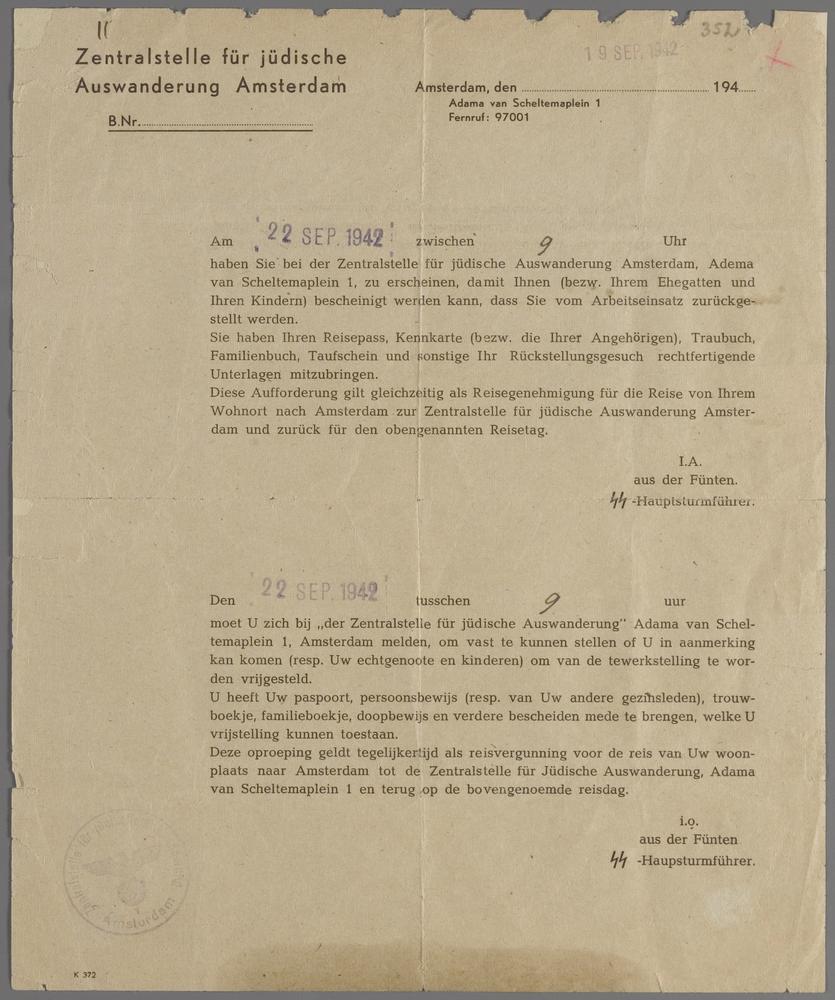 11
352
19 SEP. 1942
Zentralstelle für jüdische
Auswanderung Amsterdam
Amsterdam, den 194
Adama van Scheltemaplein 1
Fernruf: 97001
B.Nr.
Am 22 SEP. 1942 zwischen 9 Uhr
haben Sie bei der Zentralstelle für jüdische Auswanderung Amsterdam, Adema
van Scheltemaplein 1, zu erscheinen, damit Ihnen (bezw. Ihrem Ehegatten und
Ihren Kindern) bescheinigt werden kann, dass Sie vom Arbeitseinsatz zurückge-
stellt werden.
Sie haben Ihren Reisepass, Kennkarte (bezw. die Ihrer Angehörigen), Traubuch,
Familienbuch, Taufschein und sonstige Ihr Rückstellungsgesuch rechtfertigende
Unterlagen mitzubringen.
Diese Aufforderung gilt gleichzeitig als Reisegenehmigung für die Reise von Ihrem
Wohnort nach Amsterdam zur Zentralstelle für jüdische Auswanderung Amster-
dam und zurück für den obengenannten Reisetag.
I.A.
aus der Fünten.
SS-Hauptsturmführer.
Den 22 SEP. 1942 tusschen 9 uur
moet U zich bij „der Zentralstelle für jüdische Auswanderung" Adama van Schel-
temaplein 1, Amsterdam melden, om vast te kunnen stellen of U in aanmerking
kan komen (resp. Uw echtgenoote en kinderen) om van de tewerkstelling te wor-
den vrijgesteld.
U heeft Uw paspoort, persoonsbewijs (resp. van Uw andere gezinsleden), trouw-
boekje, familieboekje, doopbewijs en verdere bescheiden mede te brengen, welke U
vrijstelling kunnen toestaan.
Deze oproeping geldt tegelijkertijd als reisvergunning voor de reis van Uw woon-
plaats naar Amsterdam tot de Zentralstelle für Jüdische Auswanderung, Adama
van Scheltemaplein 1 en terug op de bovengenoemde reisdag.
i.o.
aus der Fünten
SS -Haupsturmführer.
Zentralstelle für
Amsterdam
K 372